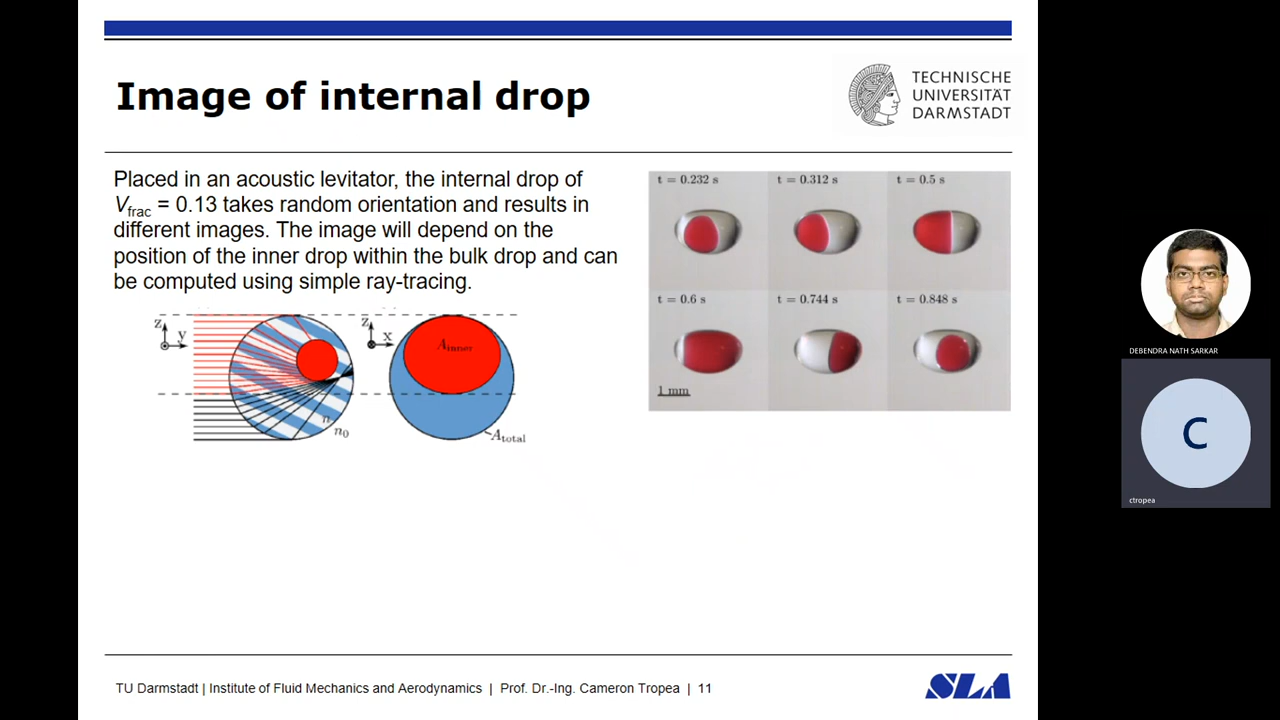 Image of internal drop
TECHNISCHE
UNIVERSITÄT
DARMSTADT
Placed in an acoustic levitator, the internal drop of
Vfrac = 0.13 takes random orientation and results in
different images. The image will depend on the
position of the inner drop within the bulk drop and can
be computed using simple ray-tracing.
t = 0.232 s
t = 0.312 s
t = 0.5 s
t = 0.6 s
t = 0.744 s
t = 0.848 s
1 mm
z
y
n
n0
z
x
Ainner
Atotal
DEBENDRA NATH SARKAR
C
ctropea
TU Darmstadt | Institute of Fluid Mechanics and Aerodynamics | Prof. Dr.-Ing. Cameron Tropea | 11
SLA